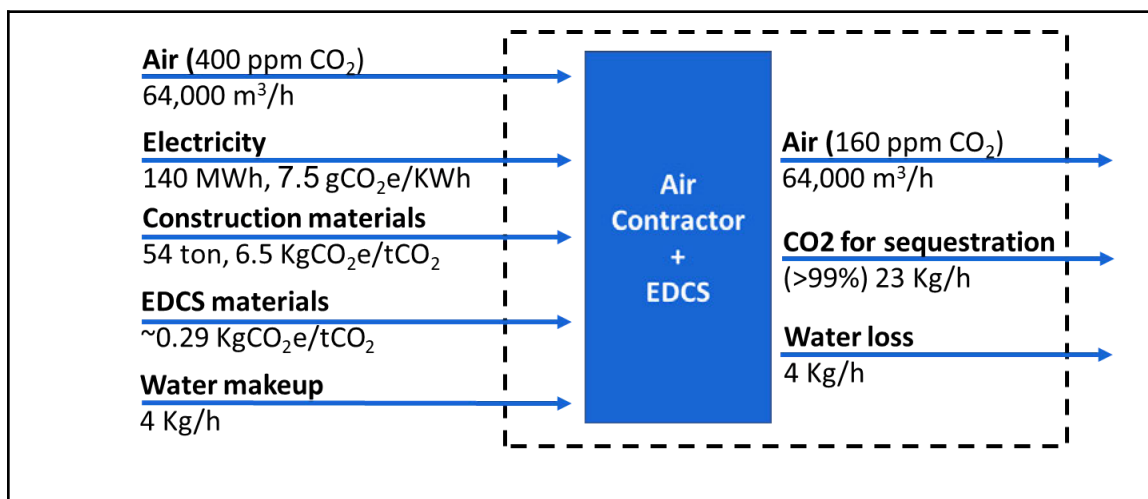 Air (400 ppm CO₂)
64,000 m³/h
Electricity
140 MWh, 7.5 gCO₂e/KWh
Construction materials
54 ton, 6.5 KgCO₂e/tCO₂
EDCS materials
~0.29 KgCO₂e/tCO₂
Water makeup
4 Kg/h
Air
Contractor
+
EDCS
Air (160 ppm CO₂)
64,000 m³/h
CO2 for sequestration
(>99%) 23 Kg/h
Water loss
4 Kg/h